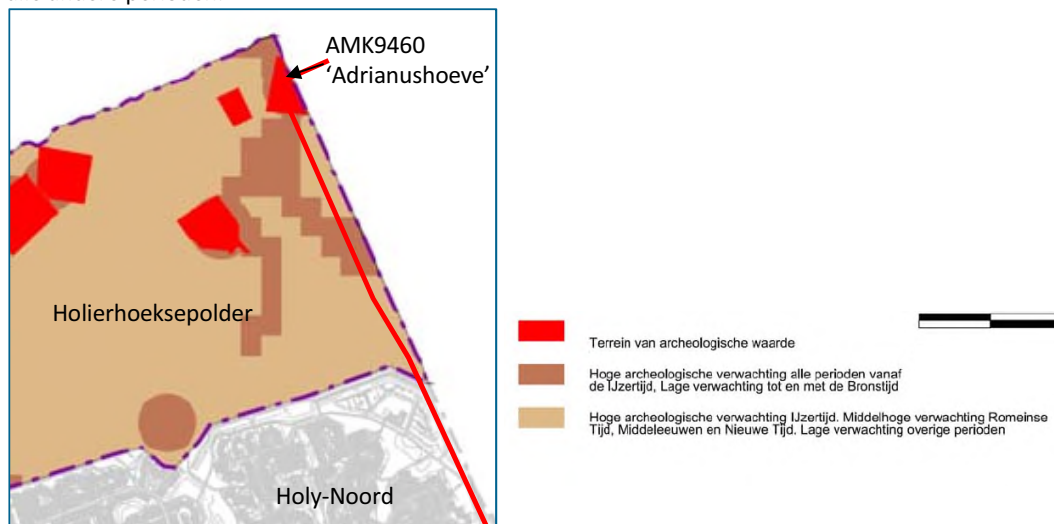 AMK9460
‘Adrianushoeve’
Holierhoeksepolder
Holy-Noord
Terrein van archeologische waarde
Hoge archeologische verwachting alle perioden vanaf
de IJzertijd, Lage verwachting tot en met de Bronstijd
Hoge archeologische verwachting IJzertijd. Middelhoge verwachting Romeinse
Tijd, Middeleeuwen en Nieuwe Tijd. Lage verwachting overige perioden